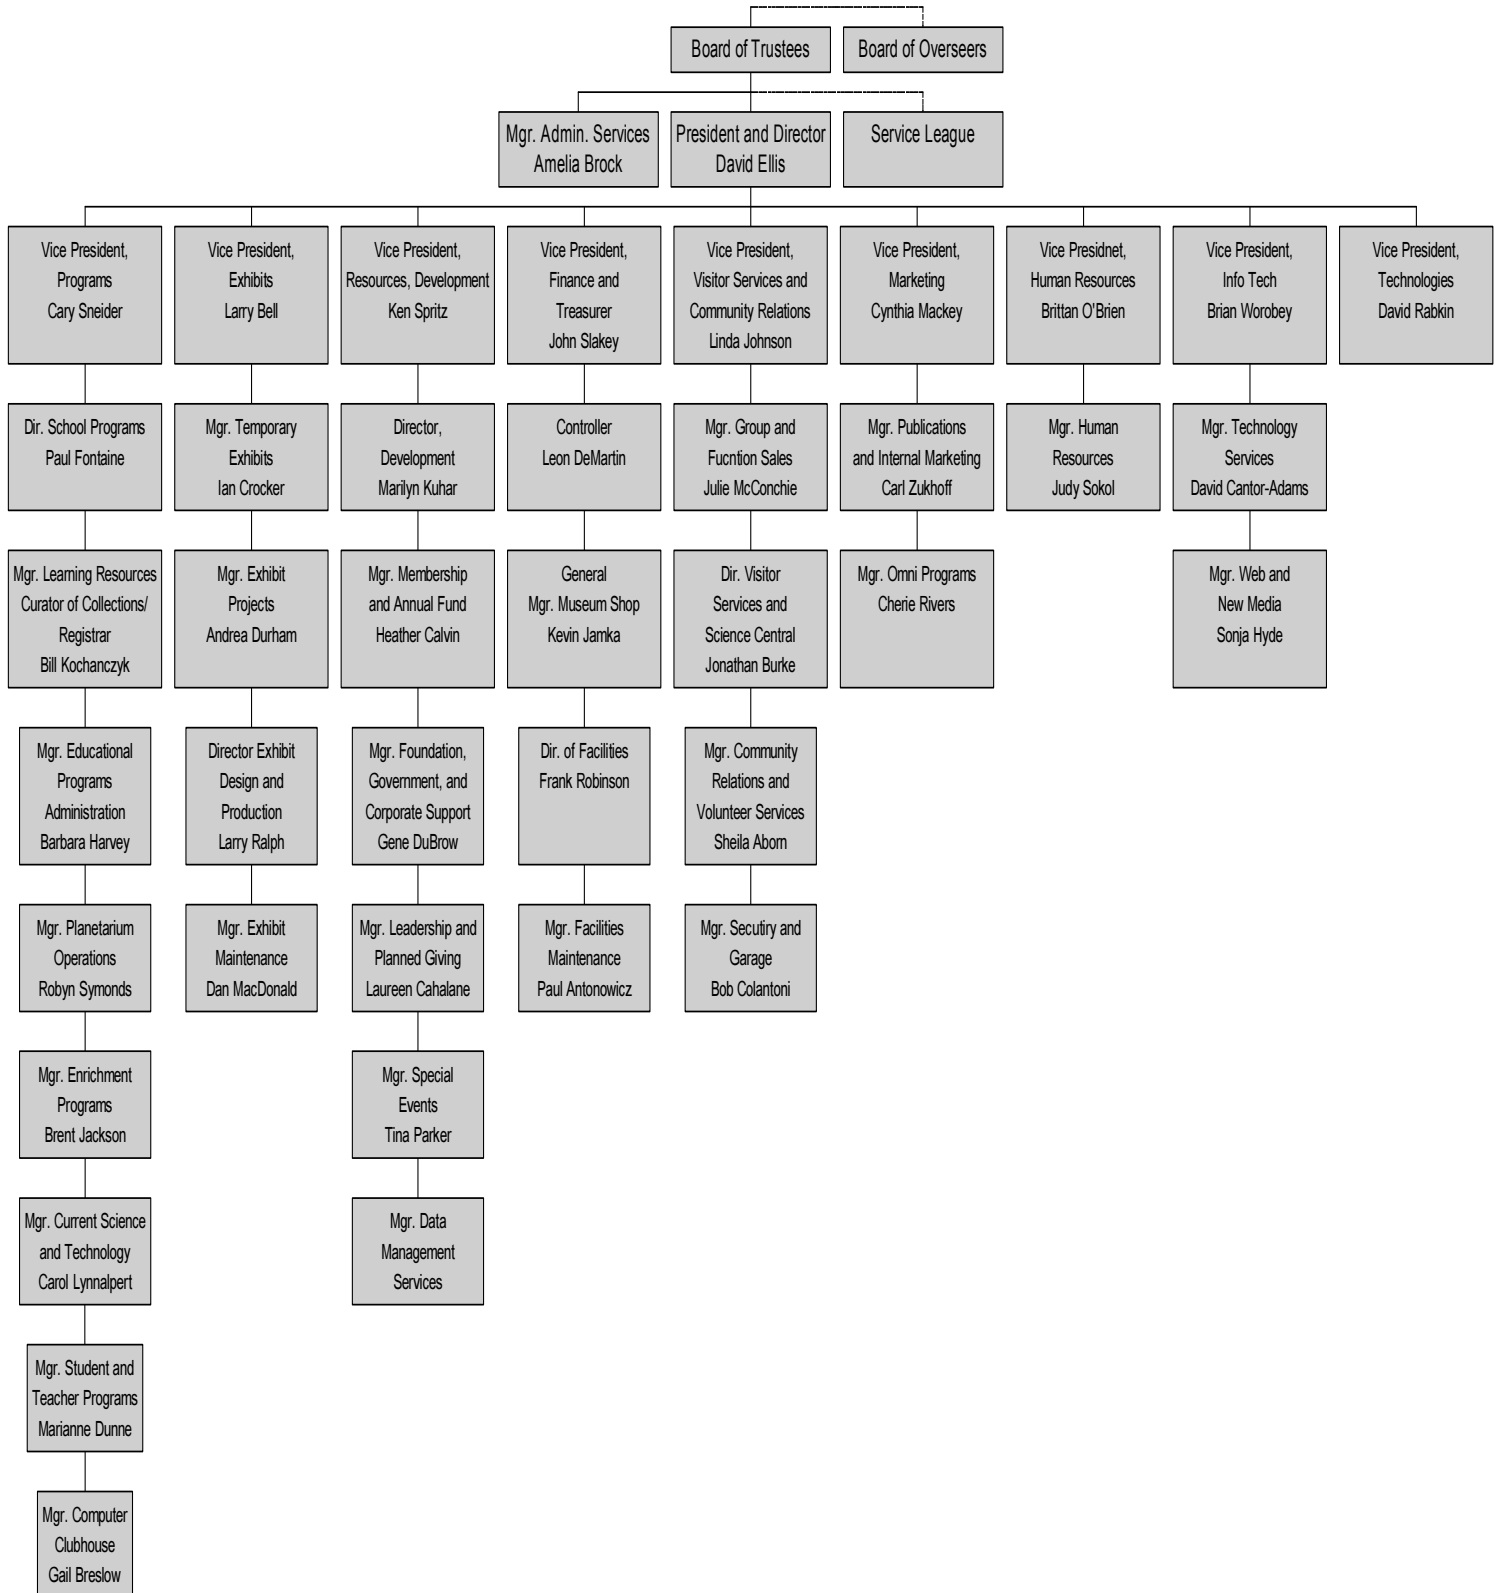 Board of Trustees
Board of Overseers
Mgr. Admin. Services
Amelia Brock
President and Director
David Ellis
Service League
Vice President,
Programs
Cary Sneider
Vice President,
Exhibits
Larry Bell
Vice President,
Resources, Development
Ken Spritz
Vice President,
Finance and
Treasurer
John Slakey
Vice President,
Visitor Services and
Community Relations
Linda Johnson
Vice President,
Marketing
Cynthia Mackey
Vice Presidnet,
Human Resources
Brittan O'Brien
Vice President,
Info Tech
Brian Worobey
Vice President,
Technologies
David Rabkin
Dir. School Programs
Paul Fontaine
Mgr. Temporary
Exhibits
Ian Crocker
Director,
Development
Marilyn Kuhar
Controller
Leon DeMartin
Mgr. Group and
Fucntion Sales
Julie McConchie
Mgr. Publications
and Internal Marketing
Carl Zukhoff
Mgr. Human
Resources
Judy Sokol
Mgr. Technology
Services
David Cantor-Adams
Mgr. Learning Resources
Curator of Collections/
Registrar
Bill Kochanczyk
Mgr. Exhibit
Projects
Andrea Durham
Mgr. Membership
and Annual Fund
Heather Calvin
General
Mgr. Museum Shop
Kevin Jamka
Dir. Visitor
Services and
Science Central
Jonathan Burke
Mgr. Omni Programs
Cherie Rivers
Mgr. Web and
New Media
Sonja Hyde
Mgr. Educational
Programs
Administration
Barbara Harvey
Director Exhibit
Design and
Production
Larry Ralph
Mgr. Foundation,
Government, and
Corporate Support
Gene DuBrow
Dir. of Facilities
Frank Robinson
Mgr. Community
Relations and
Volunteer Services
Sheila Aborn
Mgr. Planetarium
Operations
Robyn Symonds
Mgr. Exhibit
Maintenance
Dan MacDonald
Mgr. Leadership and
Planned Giving
Laureen Cahalane
Mgr. Facilities
Maintenance
Paul Antonowicz
Mgr. Secutiry and
Garage
Bob Colantoni
Mgr. Enrichment
Programs
Brent Jackson
Mgr. Special
Events
Tina Parker
Mgr. Current Science
and Technology
Carol Lynnalpert
Mgr. Data
Management
Services
Mgr. Student and
Teacher Programs
Marianne Dunne
Mgr. Computer
Clubhouse
Gail Breslow